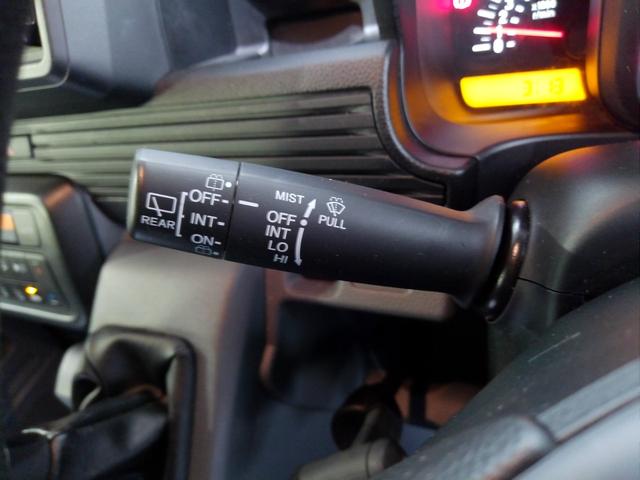 REAR
OFF
INT
ON
MIST
OFF
INT
LO
HI
PULL